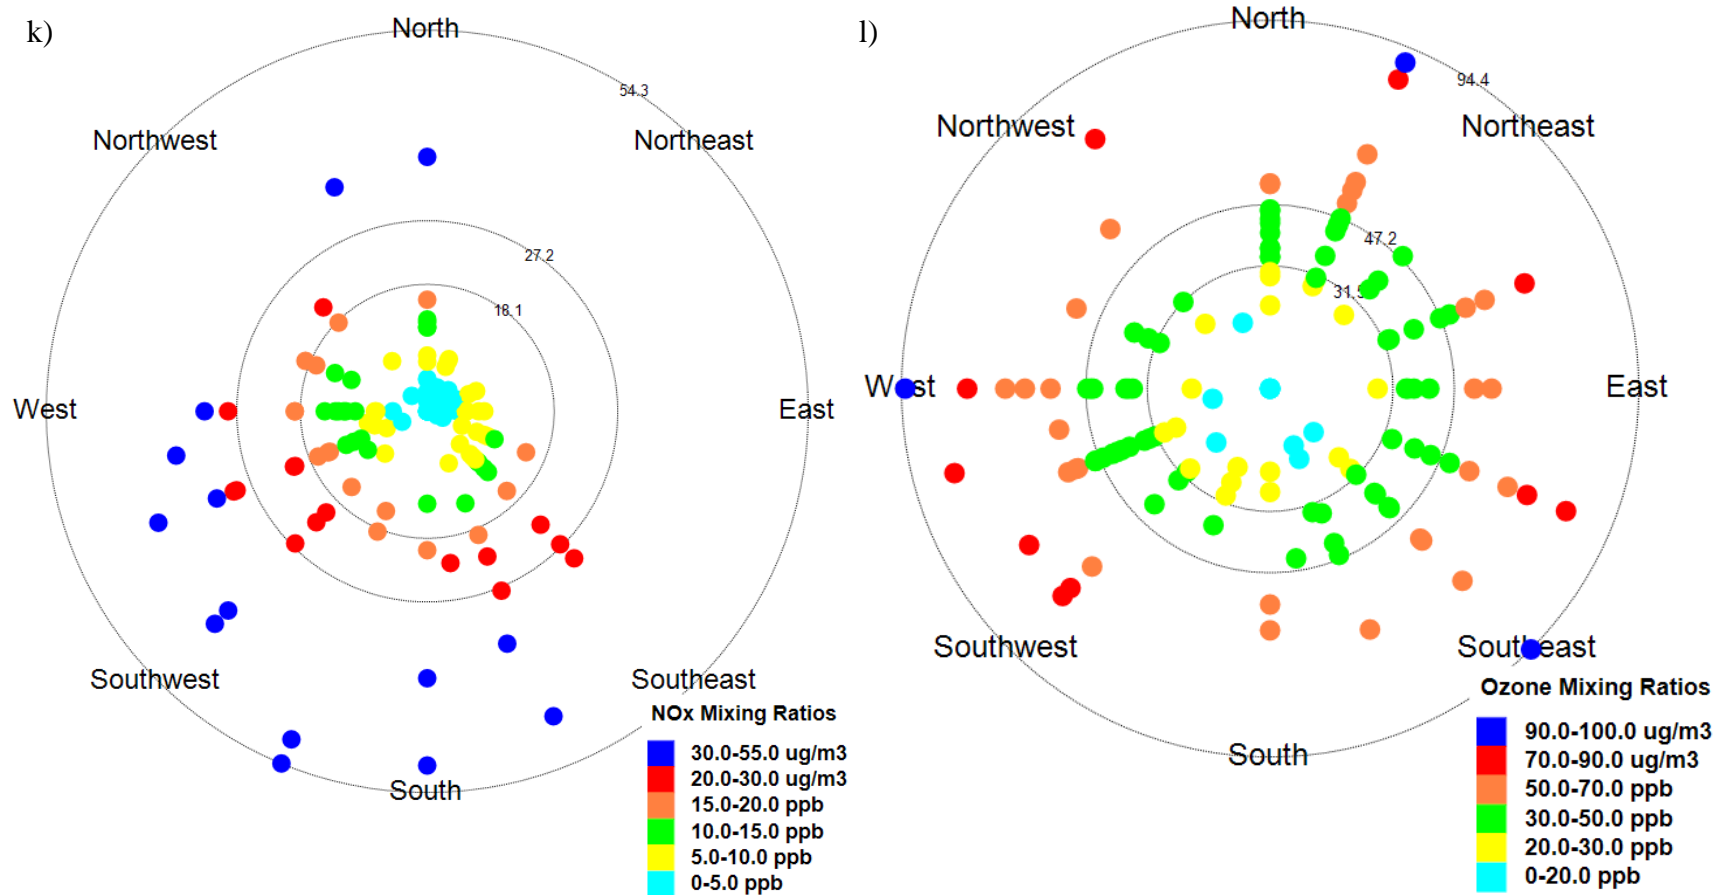 k)
North
54.3
Northwest
Northeast
27.2
18.1
West
East
Southwest
Southeast
South
NOx Mixing Ratios
30.0-55.0 ug/m3
20.0-30.0 ug/m3
15.0-20.0 ppb
10.0-15.0 ppb
5.0-10.0 ppb
0-5.0 ppb
l)
North
94.4
Northwest
Northeast
47.2
31.5
West
East
Southwest
Southeast
South
Ozone Mixing Ratios
90.0-100.0 ug/m3
70.0-90.0 ug/m3
50.0-70.0 ppb
30.0-50.0 ppb
20.0-30.0 ppb
0-20.0 ppb